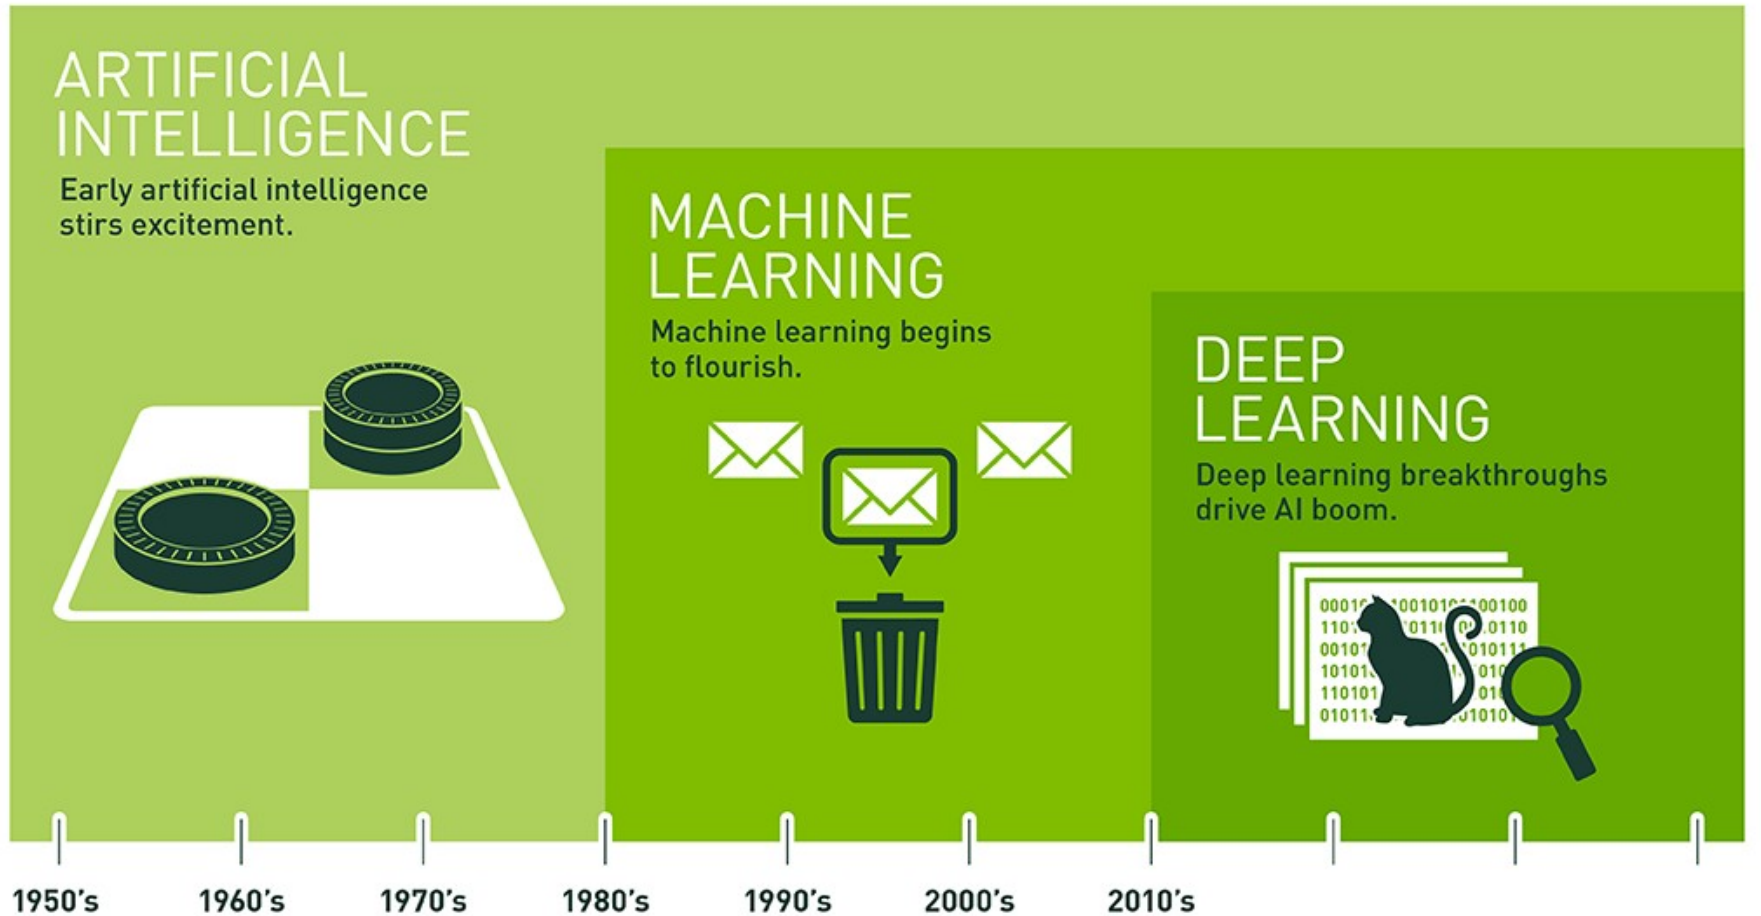 ARTIFICIAL
INTELLIGENCE
Early artificial intelligence
stirs excitement.
MACHINE
LEARNING
Machine learning begins
to flourish.
DEEP
LEARNING
Deep learning breakthroughs
drive AI boom.
1950's
1960's
1970's
1980's
1990's
2000's
2010's